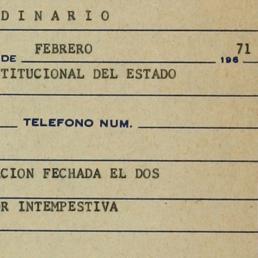 DINARIO
DE FEBRERO 196 71
TITUCIONAL DEL ESTADO
TELEFONO NUM.
CION FECHADA EL DOS
R INTEMPESTIVA